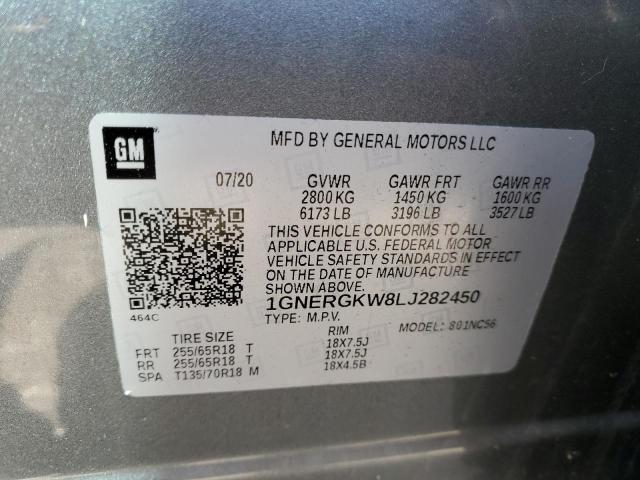 GM
MFD BY GENERAL MOTORS LLC
07/20 GVWR GAWR FRT GAWR RR
2800 KG 1450 KG 1600 KG
6173 LB 3196 LB 3527 LB
THIS VEHICLE CONFORMS TO ALL
APPLICABLE U.S. FEDERAL MOTOR
VEHICLE SAFETY STANDARDS IN EFFECT
ON THE DATE OF MANUFACTURE
SHOWN ABOVE.
1GNERGKW8LJ282450
464C
TYPE: M.P.V. MODEL: 801NC56
TIRE SIZE RIM
FRT 255/65R18 T 18X7.5J
RR 255/65R18 T 18X7.5J
SPA T135/70R18 M 18X4.5B